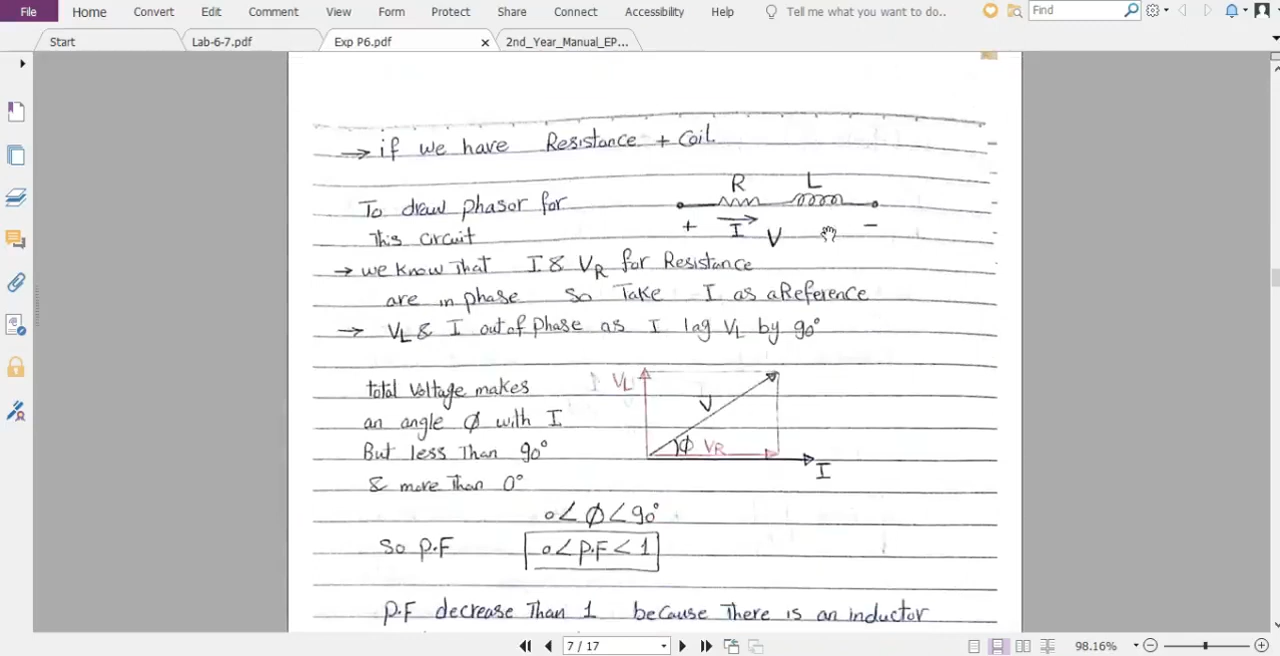 File Home Convert Edit Comment View Form Protect Share Connect Accessibility Help Tell me what you want to do.. Find
Start Lab-6-7.pdf Exp P6.pdf 2nd_Year_Manual_EP...
→ if we have Resistance + Coil
R L
To draw phasor for
This circuit
+ I V −
→ we know that I & VR for Resistance
are in phase so Take I as a Reference
→ VL & I out of phase as I lag VL by 90°
total Voltage makes
an angle ϕ with I
But less Than 90°
& more Than 0°
VL
V
ϕ VR
I
0 < ϕ < 90°
So P.F 0 < P.F < 1
P.F decrease Than 1 because There is an inductor
7 / 17 98.16%